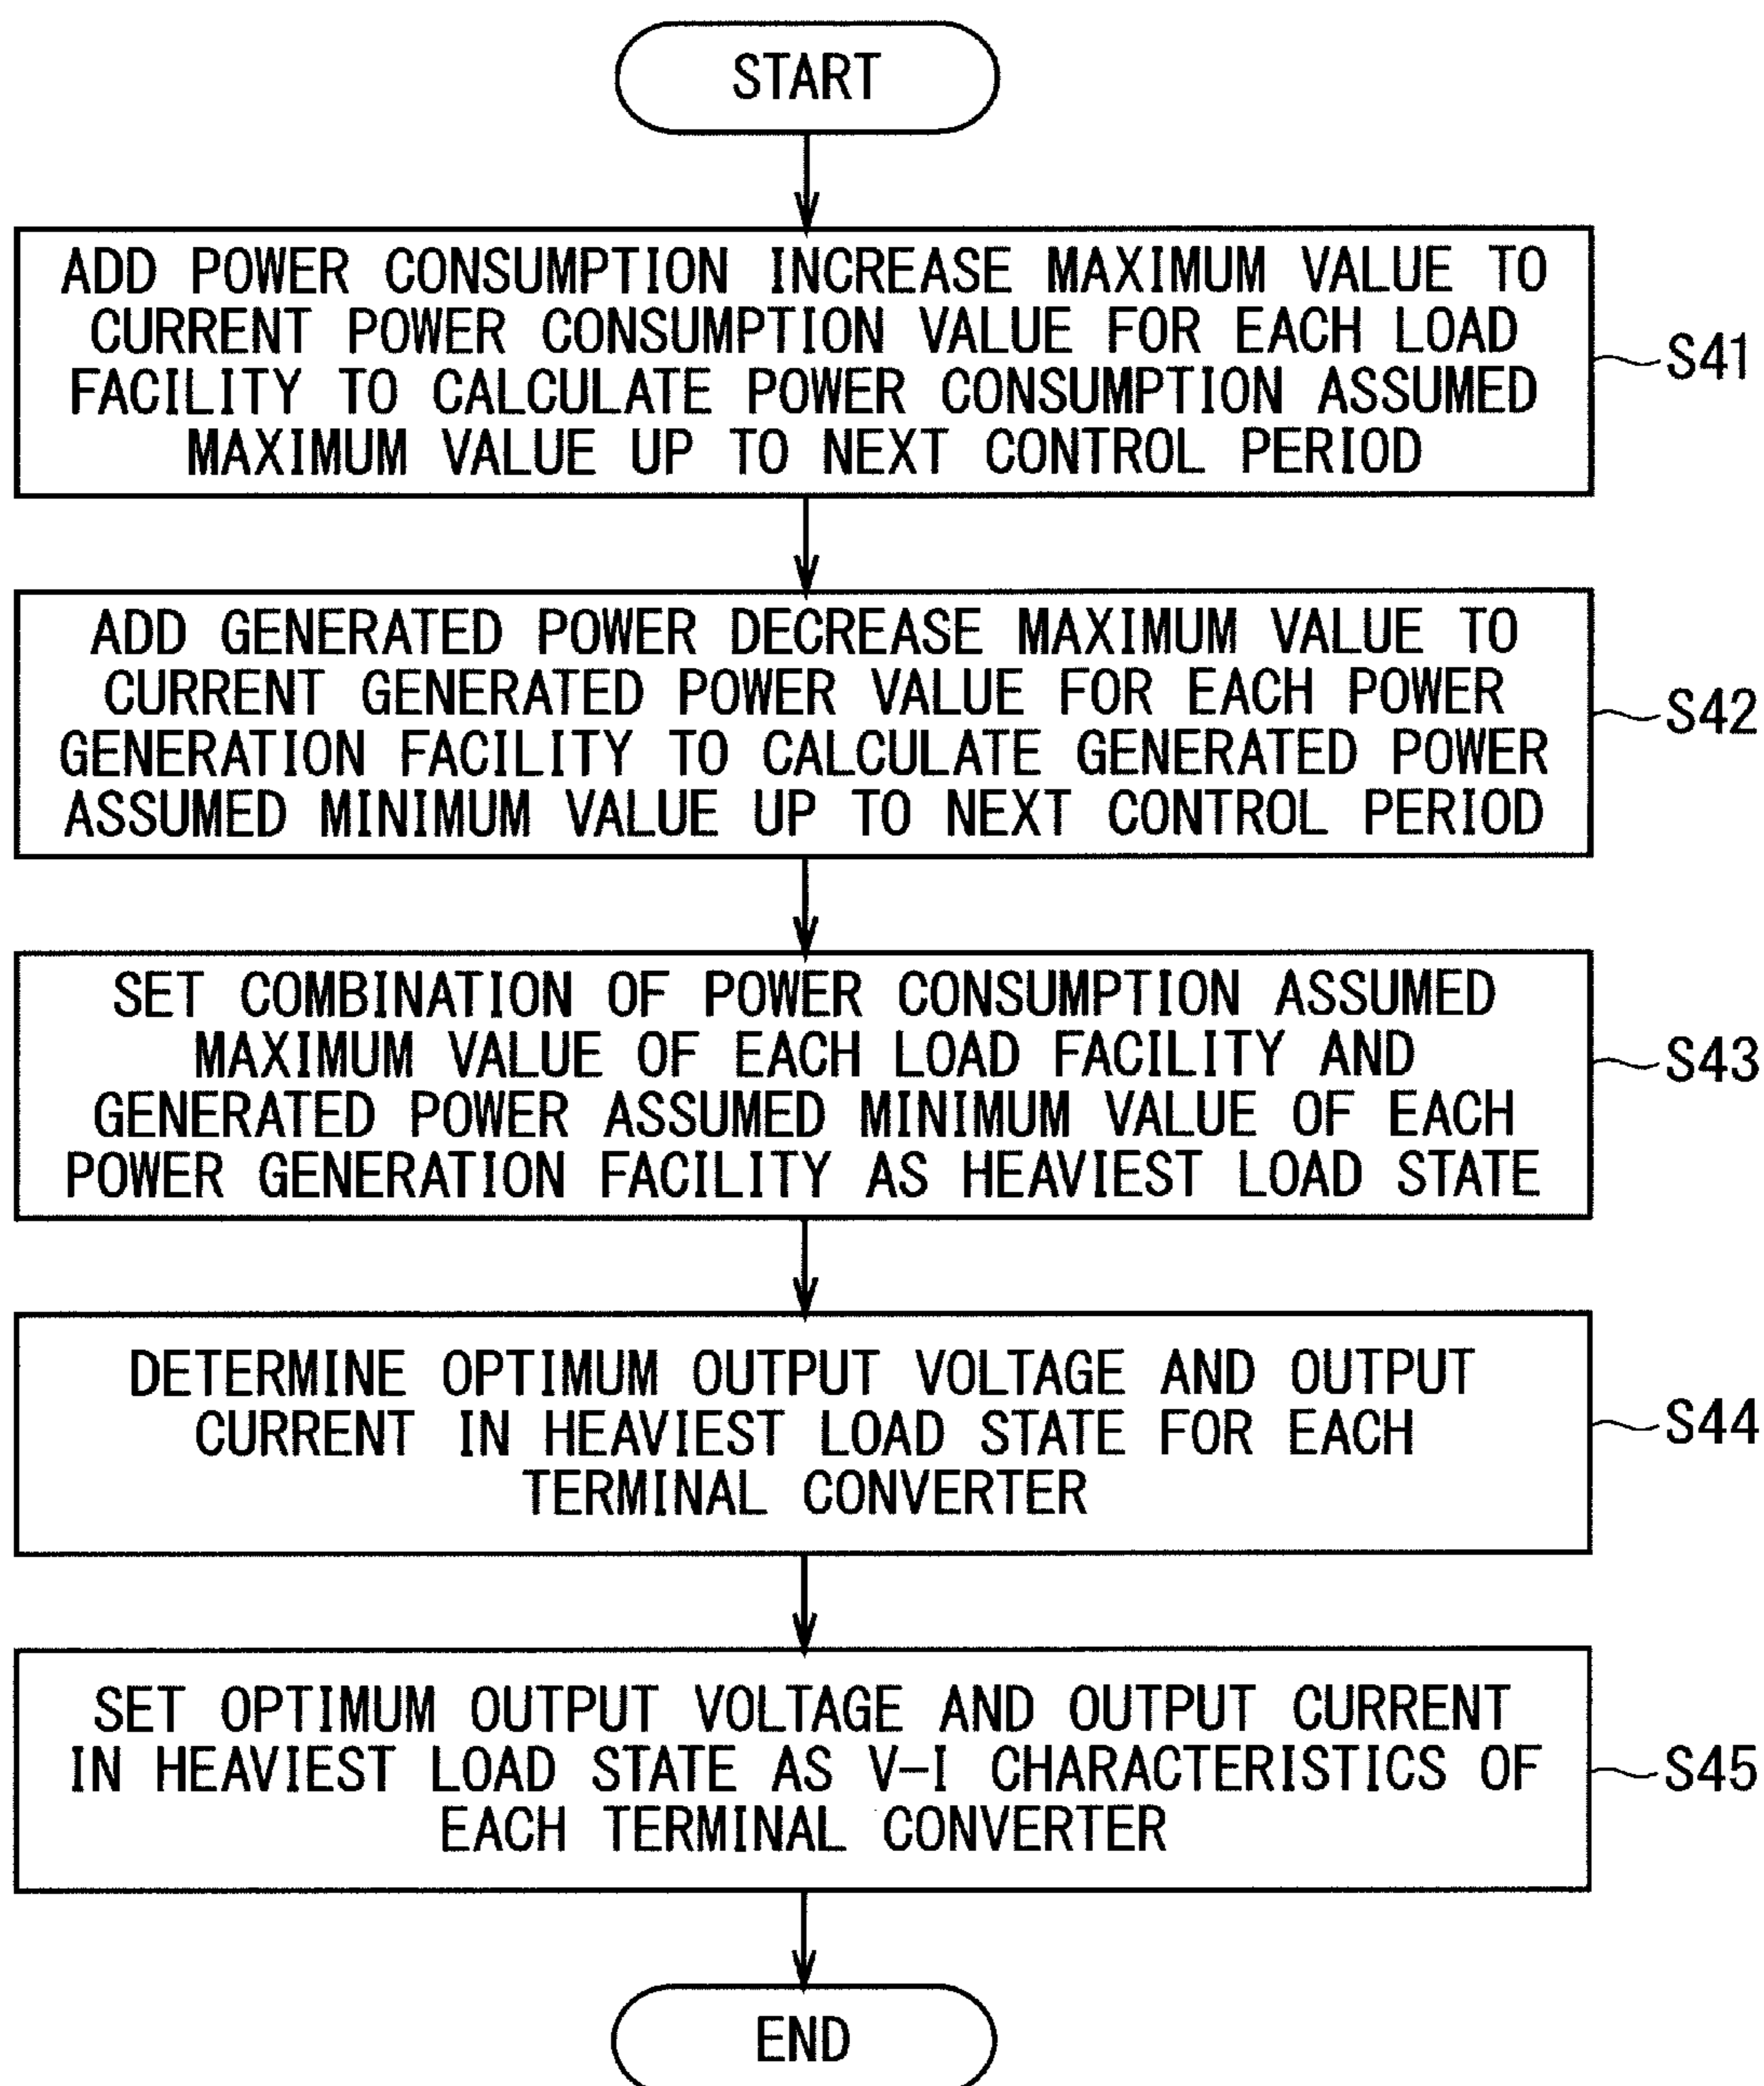 START
ADD POWER CONSUMPTION INCREASE MAXIMUM VALUE TO
CURRENT POWER CONSUMPTION VALUE FOR EACH LOAD
FACILITY TO CALCULATE POWER CONSUMPTION ASSUMED
MAXIMUM VALUE UP TO NEXT CONTROL PERIOD
S41
ADD GENERATED POWER DECREASE MAXIMUM VALUE TO
CURRENT GENERATED POWER VALUE FOR EACH POWER
GENERATION FACILITY TO CALCULATE GENERATED POWER
ASSUMED MINIMUM VALUE UP TO NEXT CONTROL PERIOD
S42
SET COMBINATION OF POWER CONSUMPTION ASSUMED
MAXIMUM VALUE OF EACH LOAD FACILITY AND
GENERATED POWER ASSUMED MINIMUM VALUE OF EACH
POWER GENERATION FACILITY AS HEAVIEST LOAD STATE
S43
DETERMINE OPTIMUM OUTPUT VOLTAGE AND OUTPUT
CURRENT IN HEAVIEST LOAD STATE FOR EACH
TERMINAL CONVERTER
S44
SET OPTIMUM OUTPUT VOLTAGE AND OUTPUT CURRENT
IN HEAVIEST LOAD STATE AS V-I CHARACTERISTICS OF
EACH TERMINAL CONVERTER
S45
END